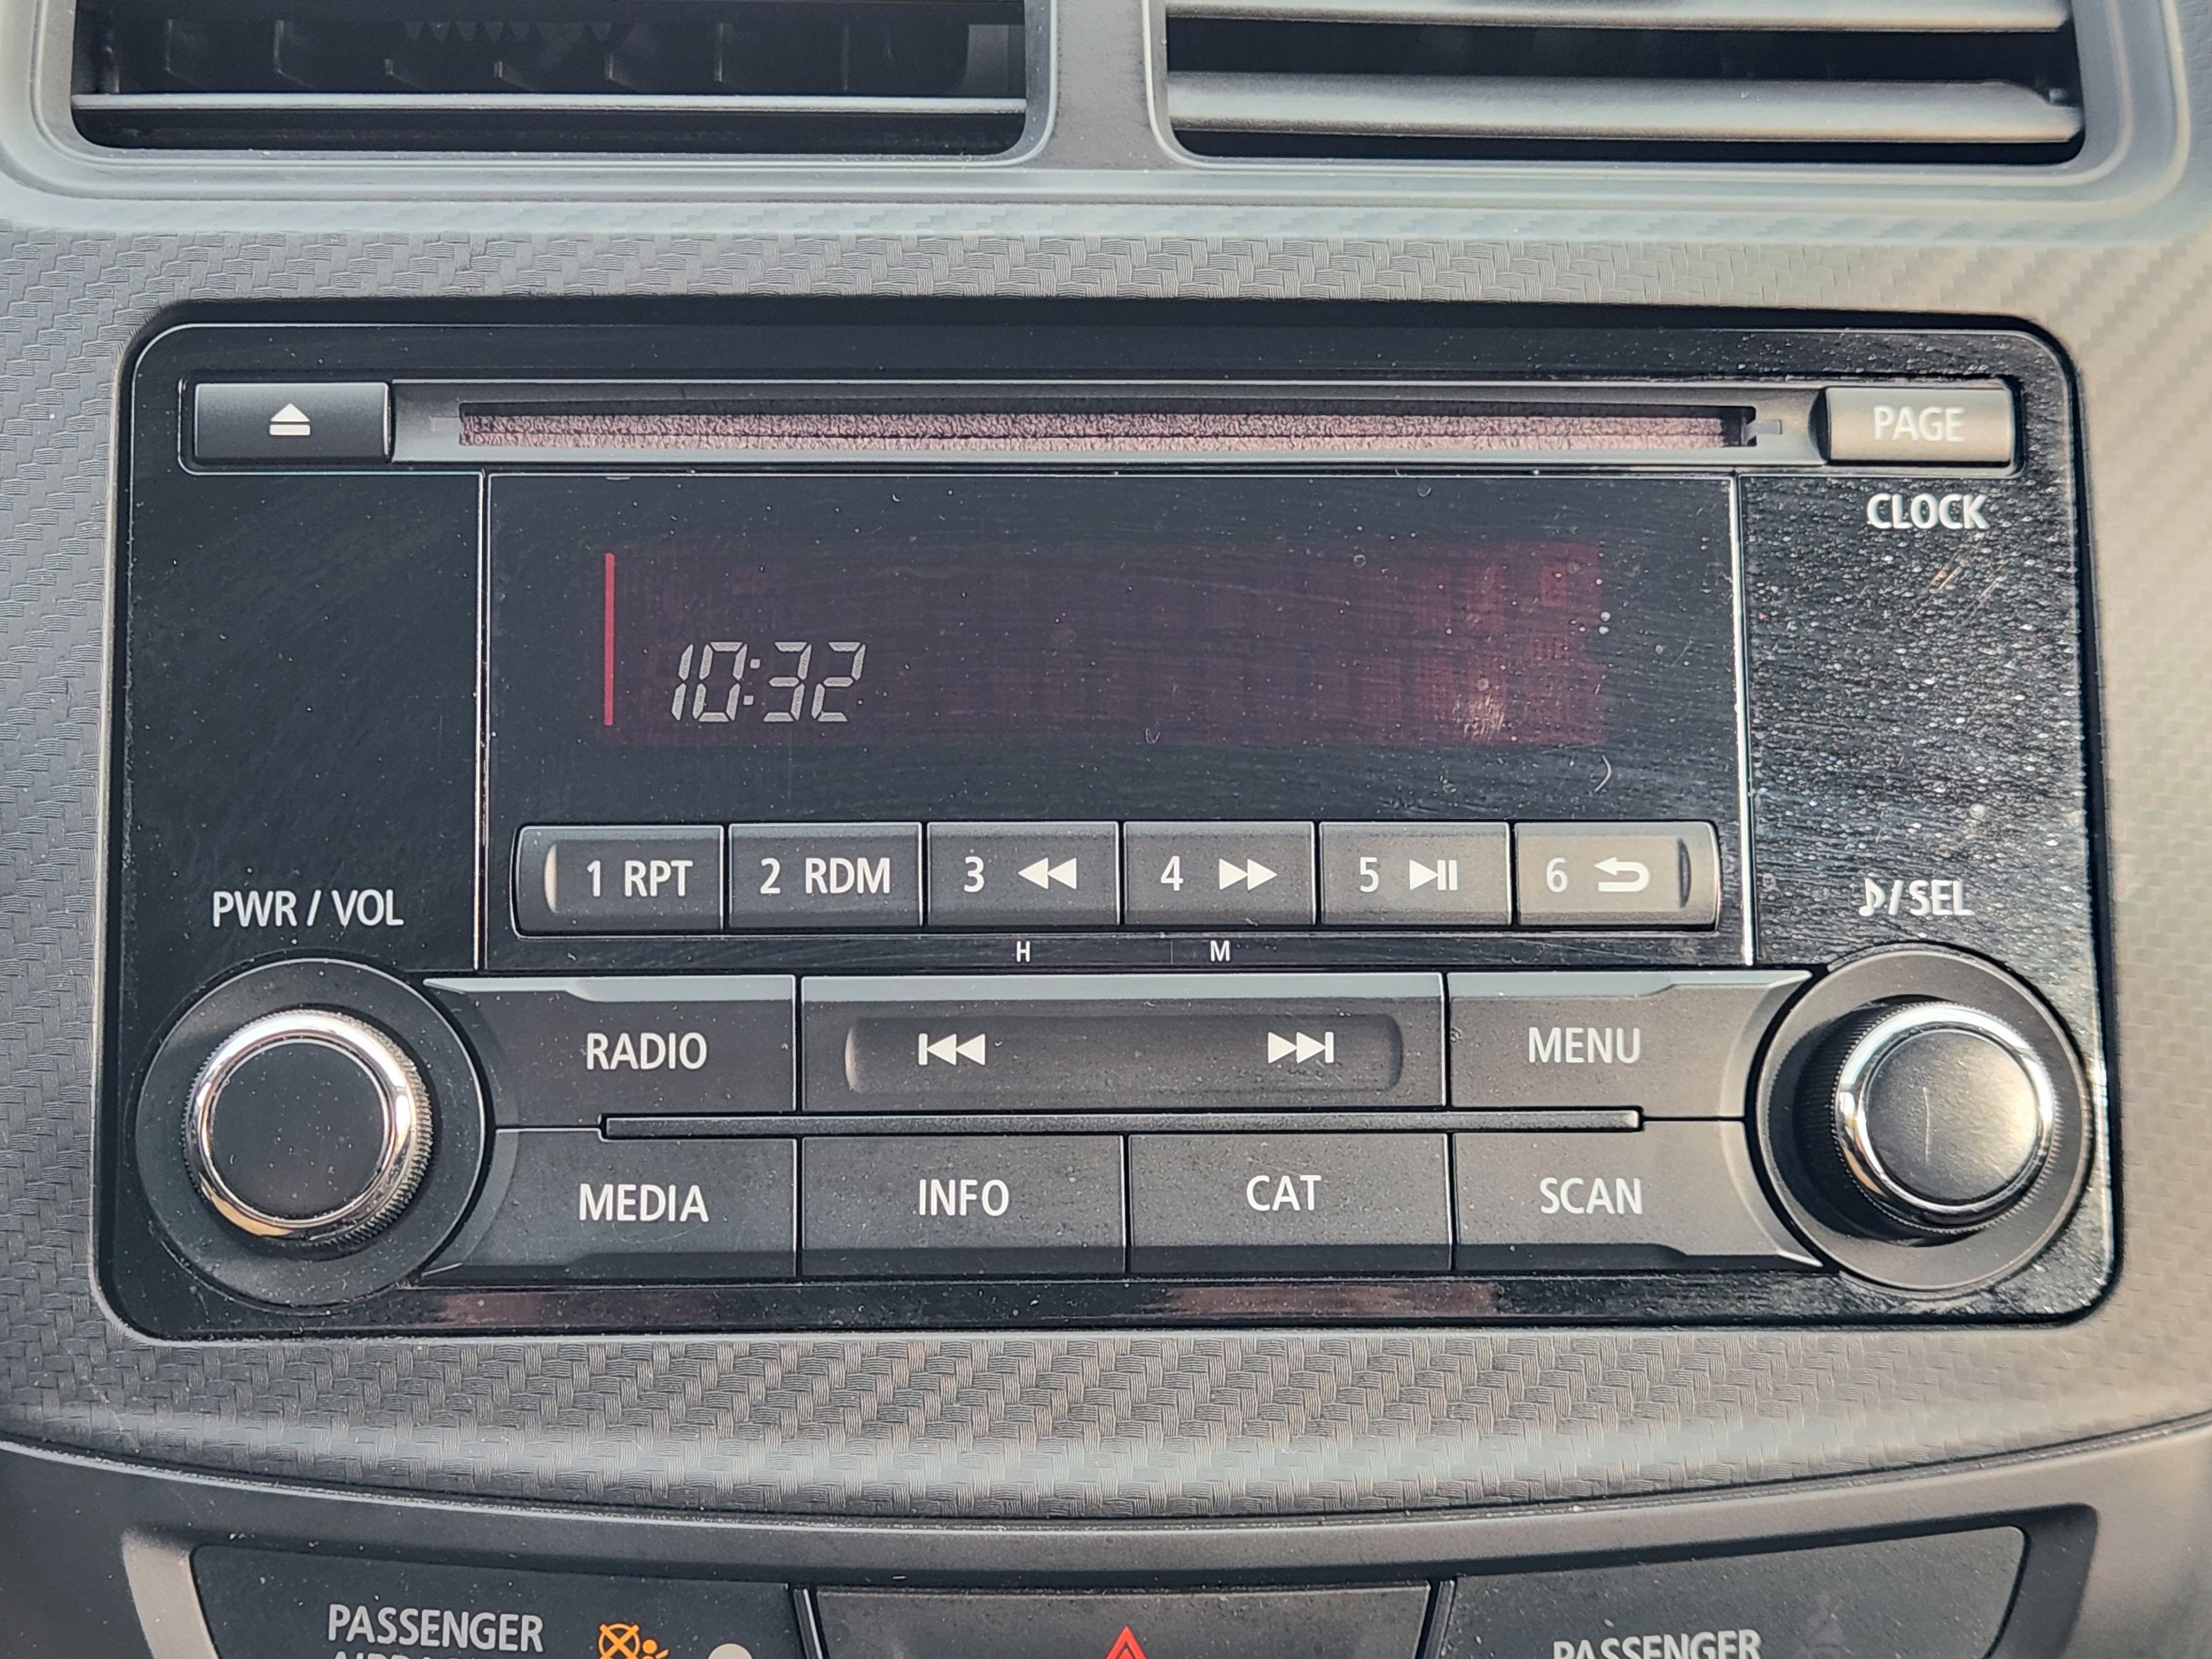 PAGE
CLOCK
10:32
1 RPT
2 RDM
3
4
5
6
H
M
PWR / VOL
/ SEL
RADIO
MENU
MEDIA
INFO
CAT
SCAN
PASSENGER
PASSENGER